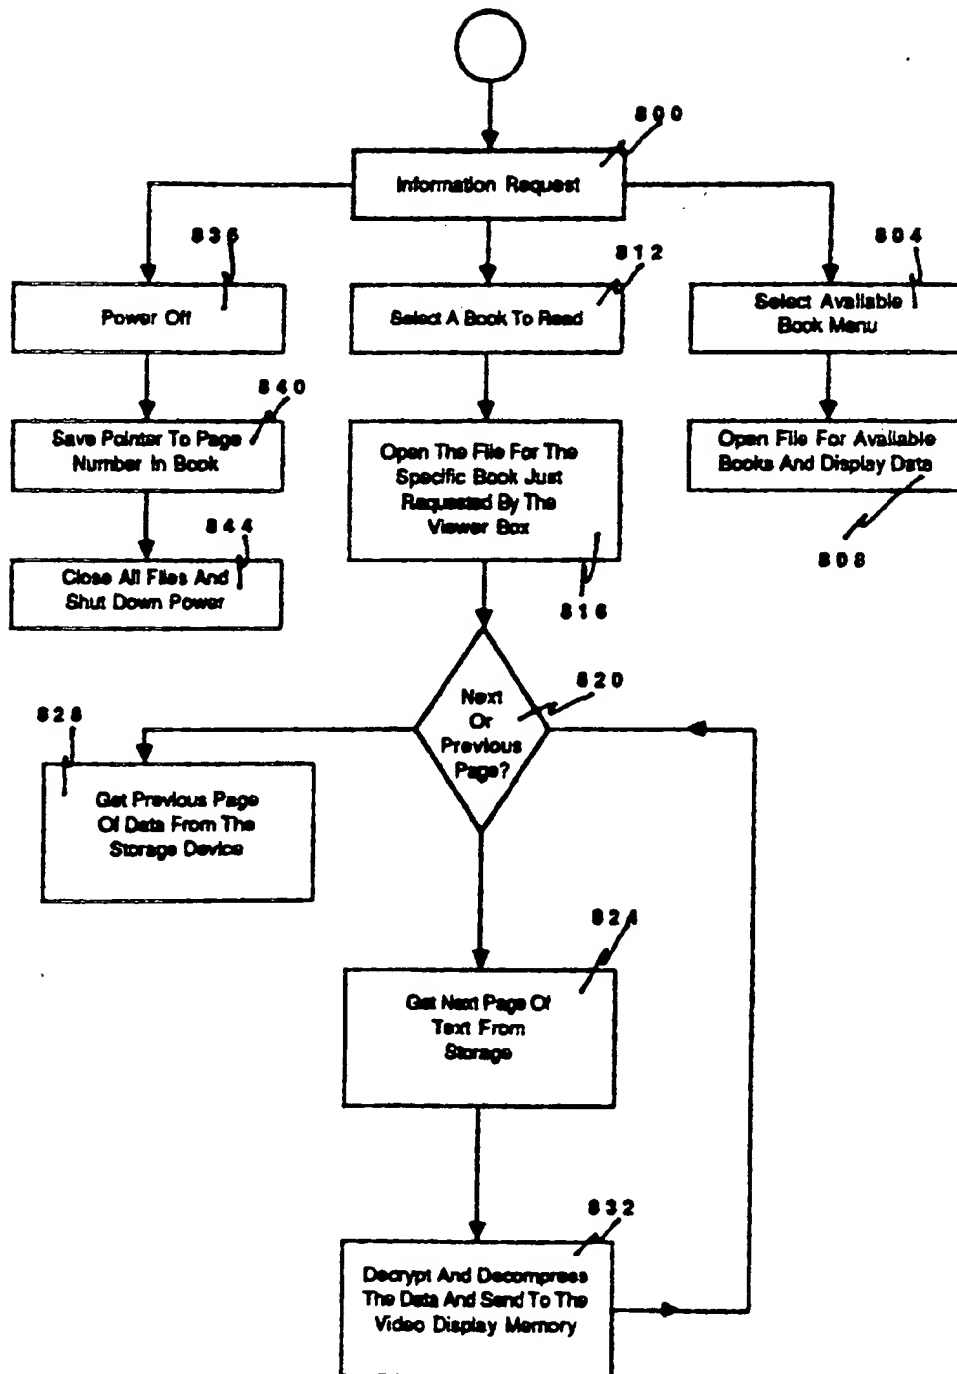 800
Information Request
836
812
804
Power Off
Select A Book To Read
Select Available
Book Menu
840
Save Pointer To Page
Number In Book
Open The File For The
Specific Book Just
Requested By The
Viewer Box
Open File For Available
Books And Display Data
844
808
Close All Files And
Shut Down Power
816
820
Next
Or
Previous
Page?
828
Get Previous Page
Of Data From The
Storage Device
824
Get Next Page Of
Text From
Storage
832
Decrypt And Decompress
The Data And Send To The
Video Display Memory